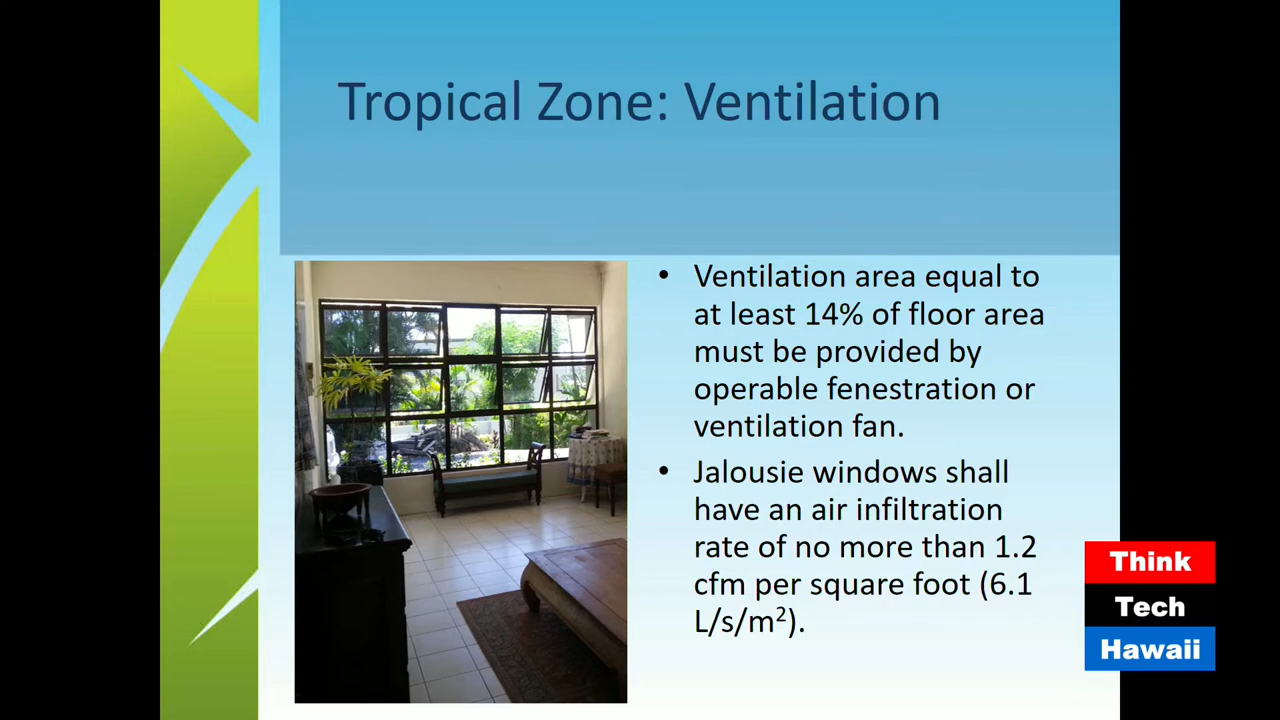 Tropical Zone: Ventilation
• Ventilation area equal to
at least 14% of floor area
must be provided by
operable fenestration or
ventilation fan.
• Jalousie windows shall
have an air infiltration
rate of no more than 1.2
cfm per square foot (6.1
L/s/m²).
Think
Tech
Hawaii